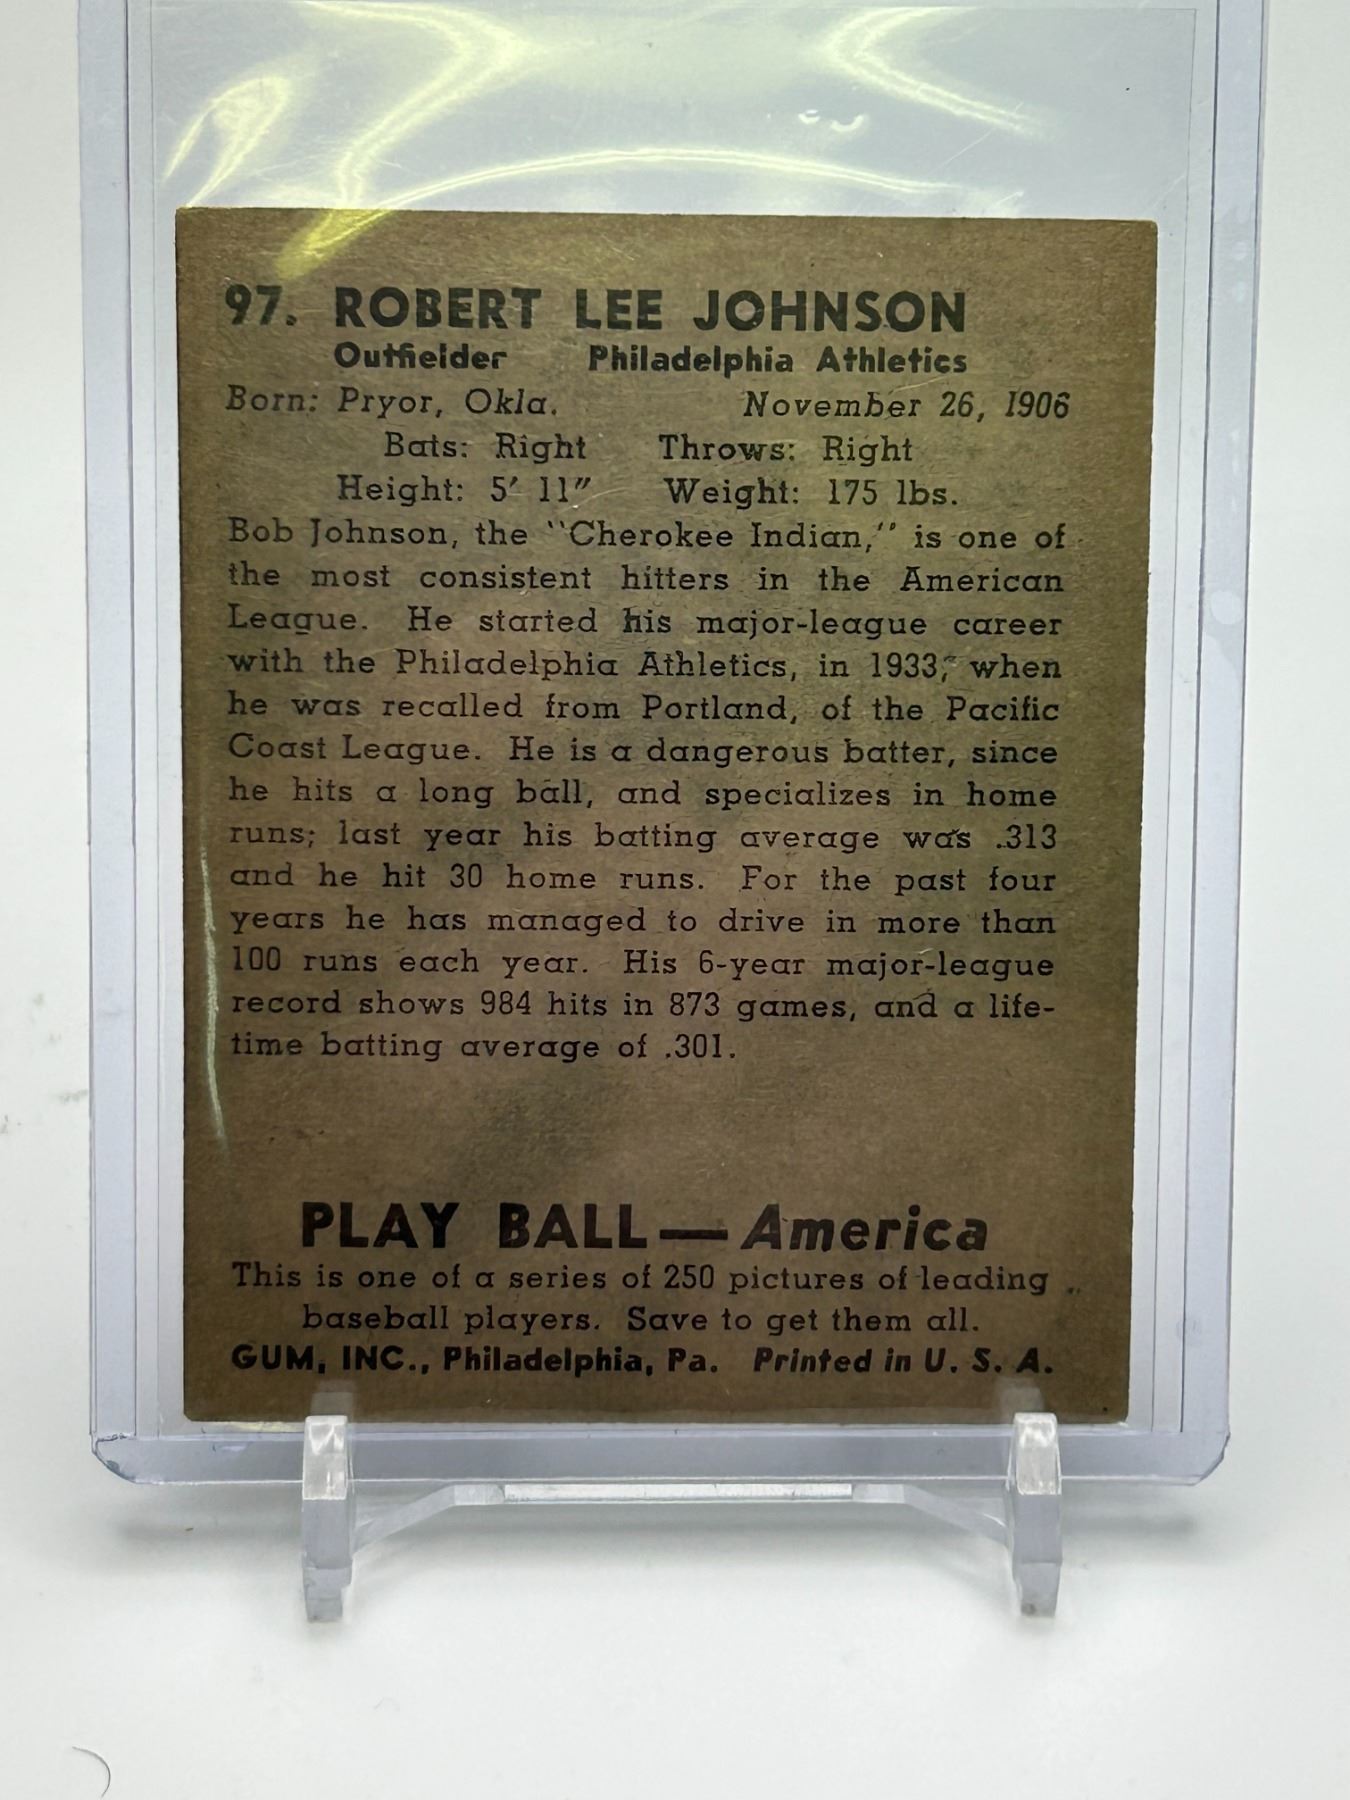 97. ROBERT LEE JOHNSON
Outfielder Philadelphia Athletics
Born: Pryor, Okla. November 26, 1906
Bats: Right Throws: Right
Height: 5′ 11″ Weight: 175 lbs.
Bob Johnson, the "Cherokee Indian," is one of
the most consistent hitters in the American
League. He started his major-league career
with the Philadelphia Athletics, in 1933, when
he was recalled from Portland, of the Pacific
Coast League. He is a dangerous batter, since
he hits a long ball, and specializes in home
runs; last year his batting average was .313
and he hit 30 home runs. For the past four
years he has managed to drive in more than
100 runs each year. His 6-year major-league
record shows 984 hits in 873 games, and a life-
time batting average of .301.
PLAY BALL — America
This is one of a series of 250 pictures of leading
baseball players. Save to get them all.
GUM, INC., Philadelphia, Pa. Printed in U. S. A.